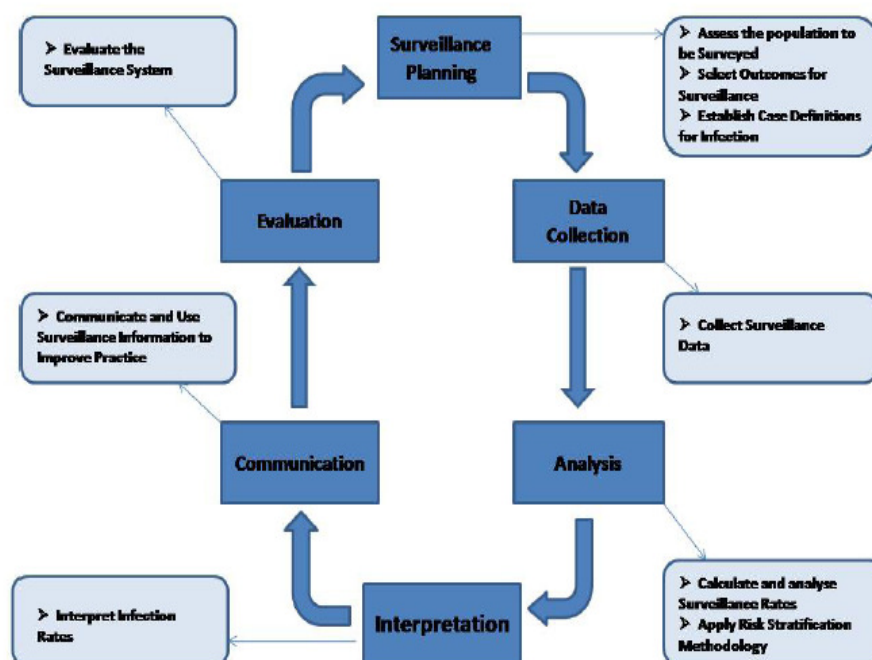 Surveillance
Planning
➤ Assess the population to
be Surveyed
➤ Select Outcomes for
Surveillance
➤ Establish Case Definitions
for Infection
Data
Collection
➤ Collect Surveillance
Data
Analysis
➤ Calculate and analyse
Surveillance Rates
➤ Apply Risk Stratification
Methodology
Interpretation
➤ Interpret Infection
Rates
Communication
➤ Communicate and Use
Surveillance Information to
Improve Practice
Evaluation
➤ Evaluate the
Surveillance System